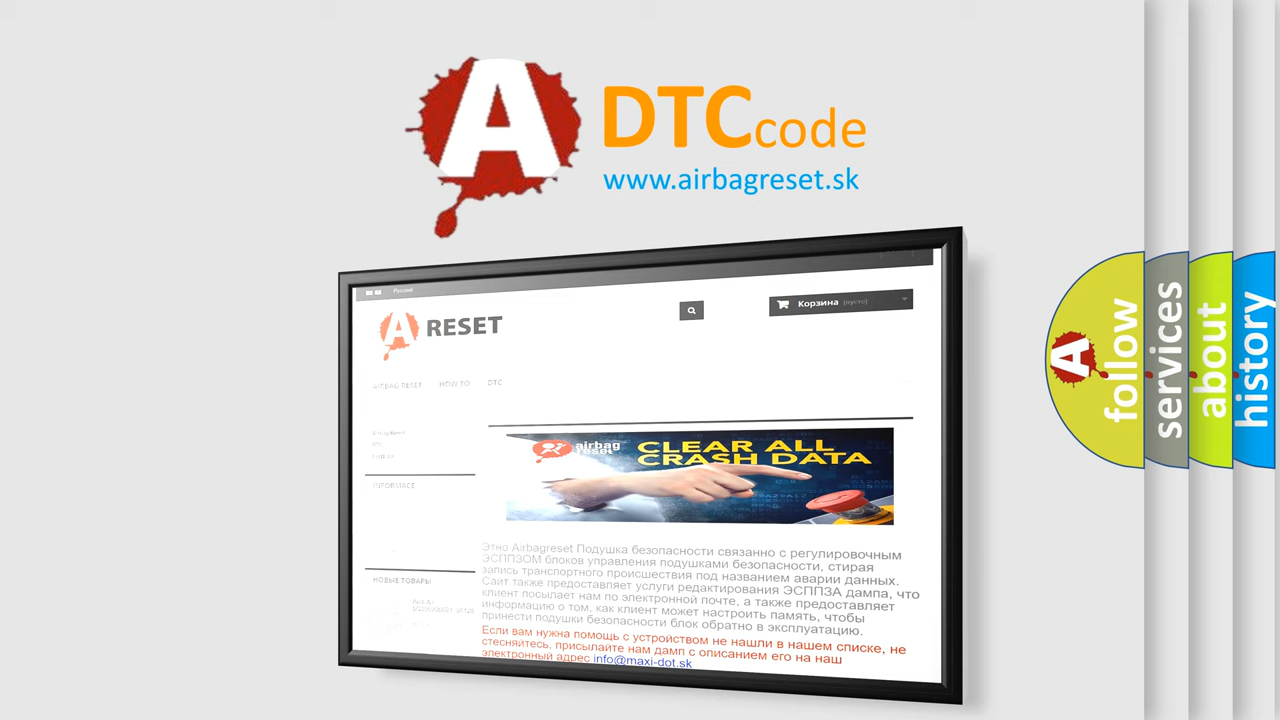 A DTCcode
www.airbagreset.sk
Русский
A RESET
Корзина (пусто)
AIRBAG RESET HOW TO DTC
Airbag Reset
DTC
INFORMACE
НОВЫЕ ТОВАРЫ
airbag
reset
CLEAR ALL
CRASH DATA
Этно Airbagreset Подушка безопасности связанно с регулировочным
ЭСППЗОМ блоков управления подушками безопасности, стирая
запись транспортного происшествия под названием аварии данных.
Сайт также предоставляет услуги редактирования ЭСППЗА дампа, что
клиент посылает нам по электронной почте, а также предоставляет
информацию о том, как клиент может настроить память, чтобы
принести подушки безопасности блок обратно в эксплуатацию.
Если вам нужна помощь с устройством не нашли в нашем списке, не
стесняйтесь, присылайте нам дамп с описанием его на наш
электронный адрес info@maxi-dot.sk
A
follow
services
about
history